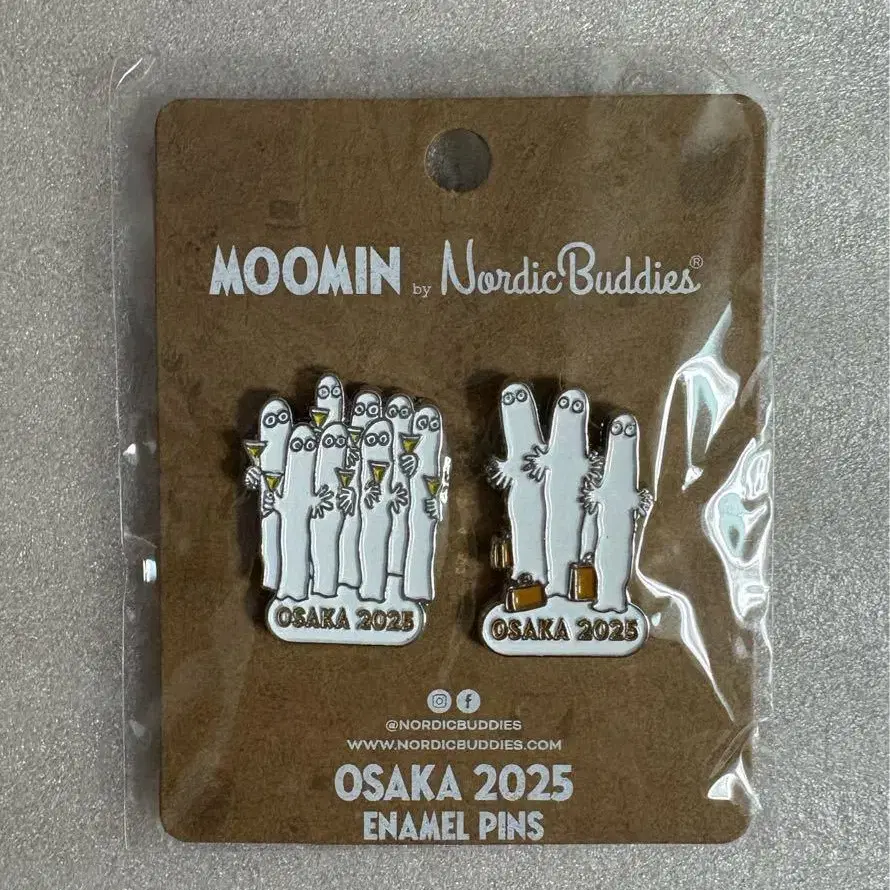 MOOMIN by NordicBuddies®
OSAKA 2025
OSAKA 2025
@NORDICBUDDIES
WWW.NORDICBUDDIES.COM
OSAKA 2025
ENAMEL PINS